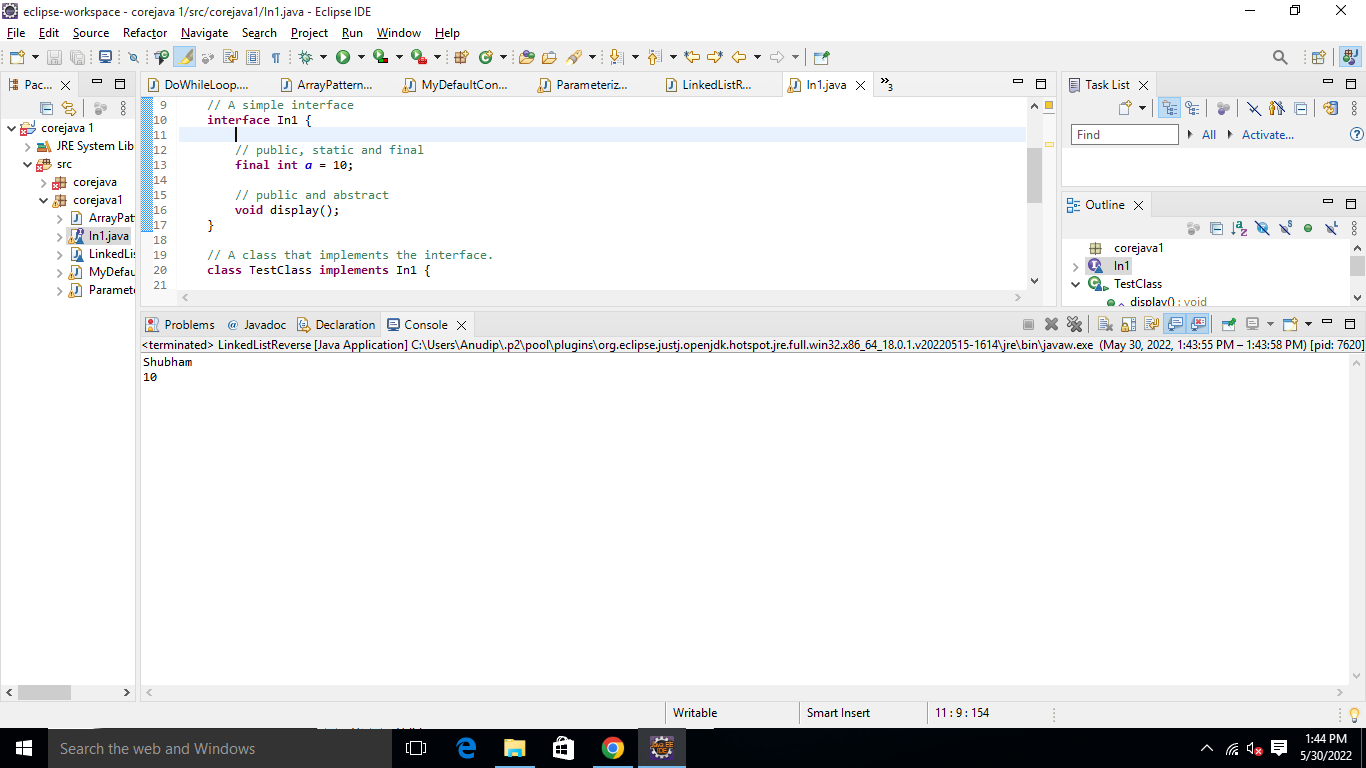 eclipse-workspace - corejava 1/src/corejava1/In1.java - Eclipse IDE
File Edit Source Refactor Navigate Search Project Run Window Help
Pac...
corejava 1
JRE System Lib
src
corejava
corejava1
ArrayPat
In1.java
LinkedLis
MyDefau
Paramete
DoWhileLoop.... ArrayPattern... MyDefaultCon... Parameteriz... LinkedListR... In1.java »3
9 // A simple interface
10 interface In1 {
11
12 // public, static and final
13 final int a = 10;
14
15 // public and abstract
16 void display();
17 }
18
19 // A class that implements the interface.
20 class TestClass implements In1 {
21
Task List
Find All Activate...
Outline
corejava1
In1
TestClass
display() : void
Problems @ Javadoc Declaration Console
<terminated> LinkedListReverse [Java Application] C:\Users\Anudip\.p2\pool\plugins\org.eclipse.justj.openjdk.hotspot.jre.full.win32.x86_64_18.0.1.v20220515-1614\jre\bin\javaw.exe (May 30, 2022, 1:43:55 PM – 1:43:58 PM) [pid: 7620]
Shubham
10
Writable Smart Insert 11 : 9 : 154
Search the web and Windows
1:44 PM
5/30/2022